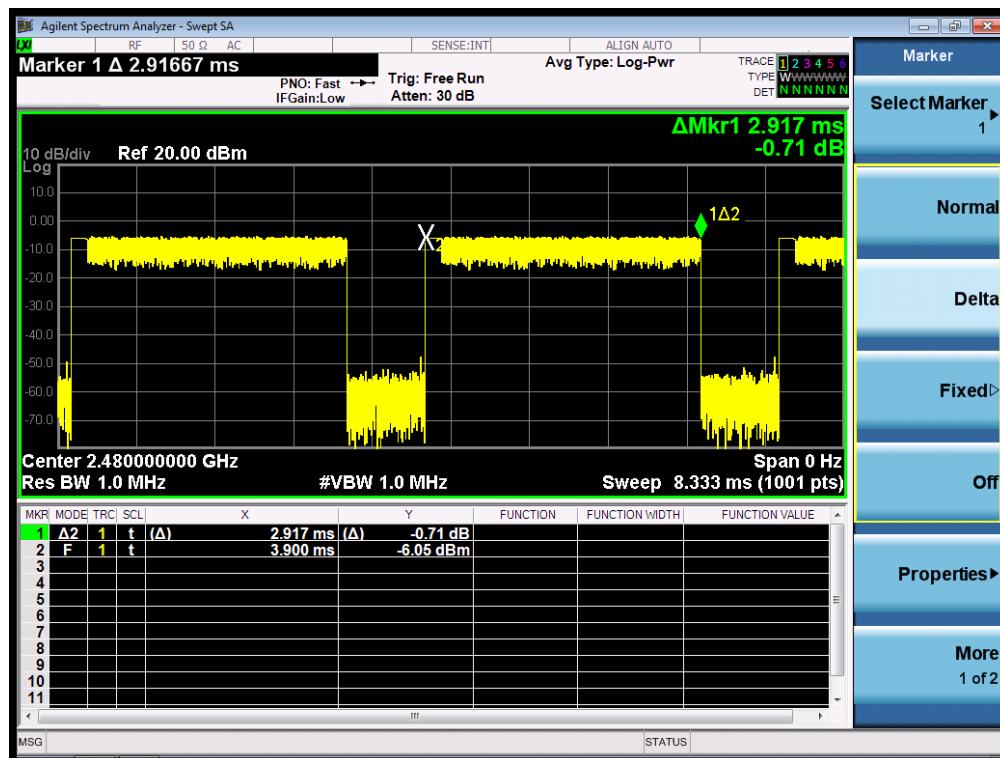 Agilent Spectrum Analyzer - Swept SA
LXI RF 50 Ω AC SENSE:INT ALIGN AUTO
Marker 1 Δ 2.91667 ms
PNO: Fast
IFGain:Low
Trig: Free Run
Atten: 30 dB
Avg Type: Log-Pwr
TRACE 1 2 3 4 5 6
TYPE WWWWWW
DET N N N N N N
ΔMkr1 2.917 ms
-0.71 dB
10 dB/div Ref 20.00 dBm
Log
10.0
0.00
-10.0
-20.0
-30.0
-40.0
-50.0
-60.0
-70.0
X2
1Δ2
Center 2.480000000 GHz Span 0 Hz
Res BW 1.0 MHz #VBW 1.0 MHz Sweep 8.333 ms (1001 pts)
MKR MODE TRC SCL X Y FUNCTION FUNCTION WIDTH FUNCTION VALUE
1 Δ2 1 t (Δ) 2.917 ms (Δ) -0.71 dB
2 F 1 t 3.900 ms -6.05 dBm
3
4
5
6
7
8
9
10
11
MSG STATUS
Marker
Select Marker
1
Normal
Delta
Fixed
Off
Properties
More
1 of 2